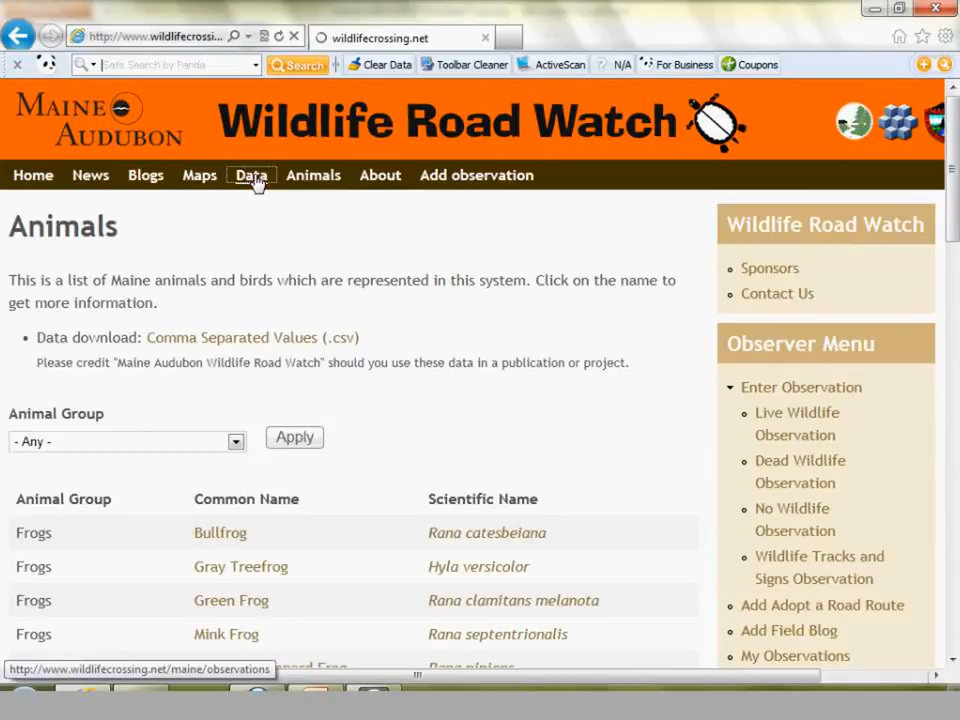 http://www.wildlifecrossi...
wildlifecrossing.net
Safe Search by Panda
Search
Clear Data
Toolbar Cleaner
ActiveScan
N/A
For Business
Coupons
MAINE AUDUBON
Wildlife Road Watch
Home News Blogs Maps Data Animals About Add observation
Animals
This is a list of Maine animals and birds which are represented in this system. Click on the name to
get more information.
Data download: Comma Separated Values (.csv)
Please credit "Maine Audubon Wildlife Road Watch" should you use these data in a publication or project.
Animal Group
- Any -
Apply
Animal Group Common Name Scientific Name
Frogs Bullfrog Rana catesbeiana
Frogs Gray Treefrog Hyla versicolor
Frogs Green Frog Rana clamitans melanota
Frogs Mink Frog Rana septentrionalis
Rana pipiens
Wildlife Road Watch
Sponsors
Contact Us
Observer Menu
Enter Observation
Live Wildlife
Observation
Dead Wildlife
Observation
No Wildlife
Observation
Wildlife Tracks and
Signs Observation
Add Adopt a Road Route
Add Field Blog
My Observations
http://www.wildlifecrossing.net/maine/observations